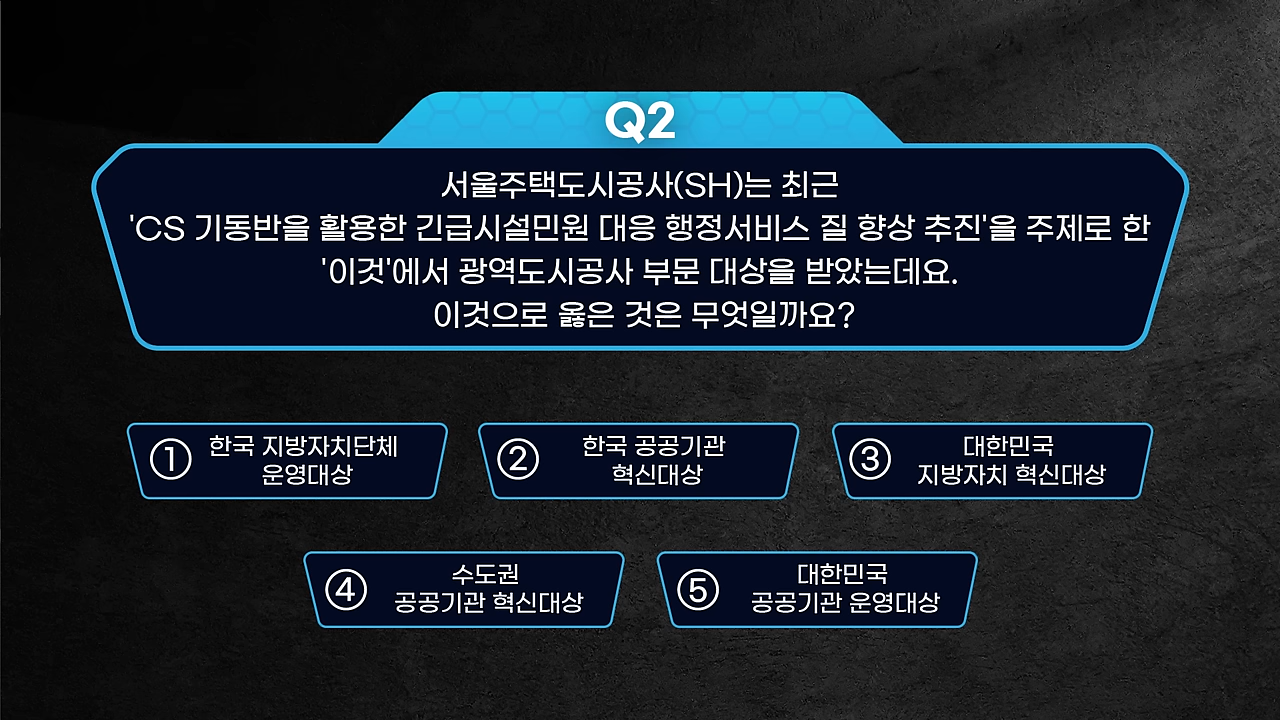 Q2
서울주택도시공사(SH)는 최근
'CS 기동반을 활용한 긴급시설민원 대응 행정서비스 질 향상 추진'을 주제로 한
'이것'에서 광역도시공사 부문 대상을 받았는데요.
이것으로 옳은 것은 무엇일까요?
① 한국 지방자치단체
운영대상
② 한국 공공기관
혁신대상
③ 대한민국
지방자치 혁신대상
④ 수도권
공공기관 혁신대상
⑤ 대한민국
공공기관 운영대상